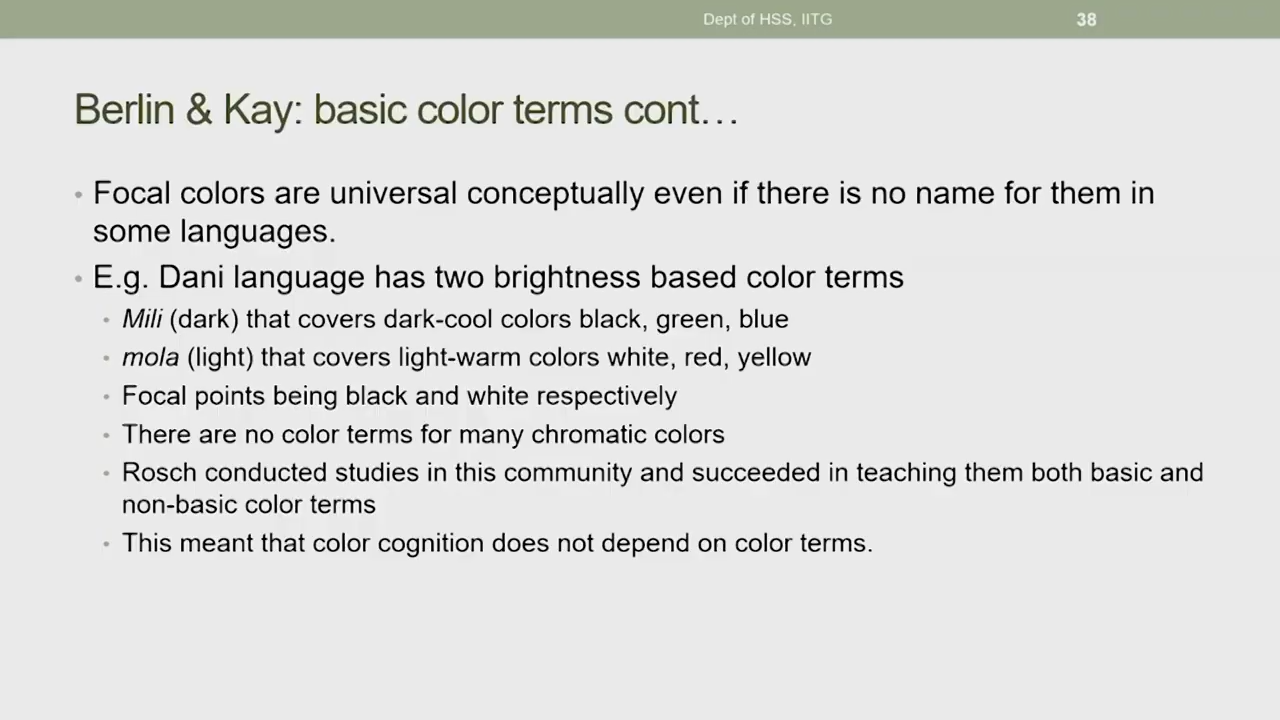 Dept of HSS, IITG
38
Berlin & Kay: basic color terms cont…
• Focal colors are universal conceptually even if there is no name for them in
some languages.
• E.g. Dani language has two brightness based color terms
• Mili (dark) that covers dark-cool colors black, green, blue
• mola (light) that covers light-warm colors white, red, yellow
• Focal points being black and white respectively
• There are no color terms for many chromatic colors
• Rosch conducted studies in this community and succeeded in teaching them both basic and
non-basic color terms
• This meant that color cognition does not depend on color terms.